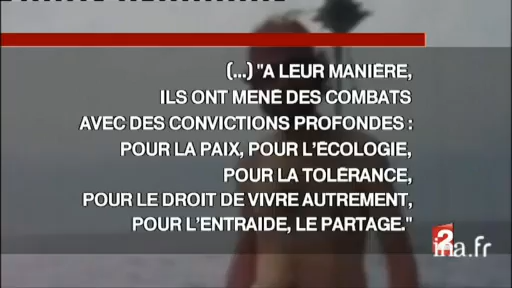 (...) "A LEUR MANIÈRE,
ILS ONT MENÉ DES COMBATS
AVEC DES CONVICTIONS PROFONDES :
POUR LA PAIX, POUR L'ÉCOLOGIE,
POUR LA TOLÉRANCE,
POUR LE DROIT DE VIVRE AUTREMENT,
POUR L'ENTRAIDE, LE PARTAGE."
2
ina.fr